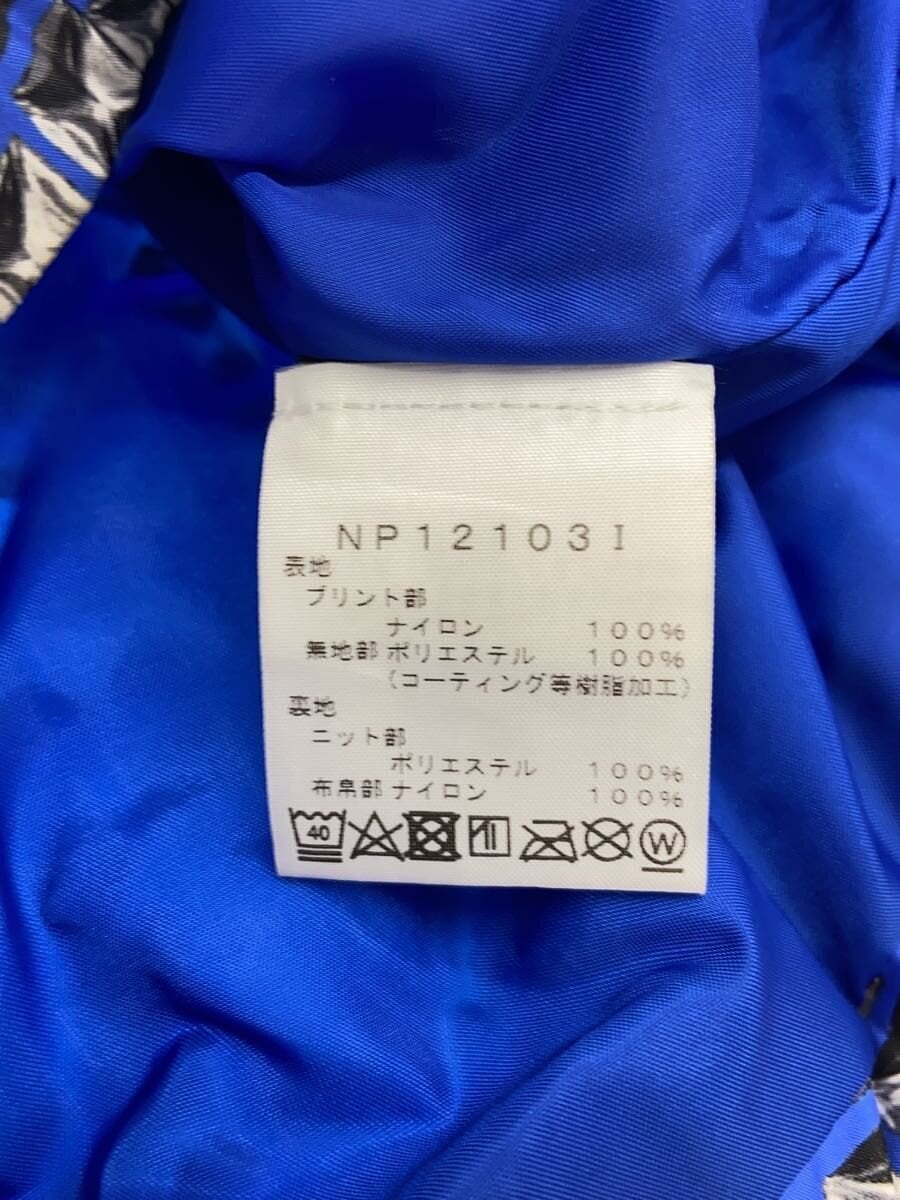 NP12103I
表地
プリント部
ナイロン 100%
無地部 ポリエステル 100%
(コーティング等樹脂加工)
裏地
ニット部
ポリエステル 100%
布帛部 ナイロン 100%
40 W